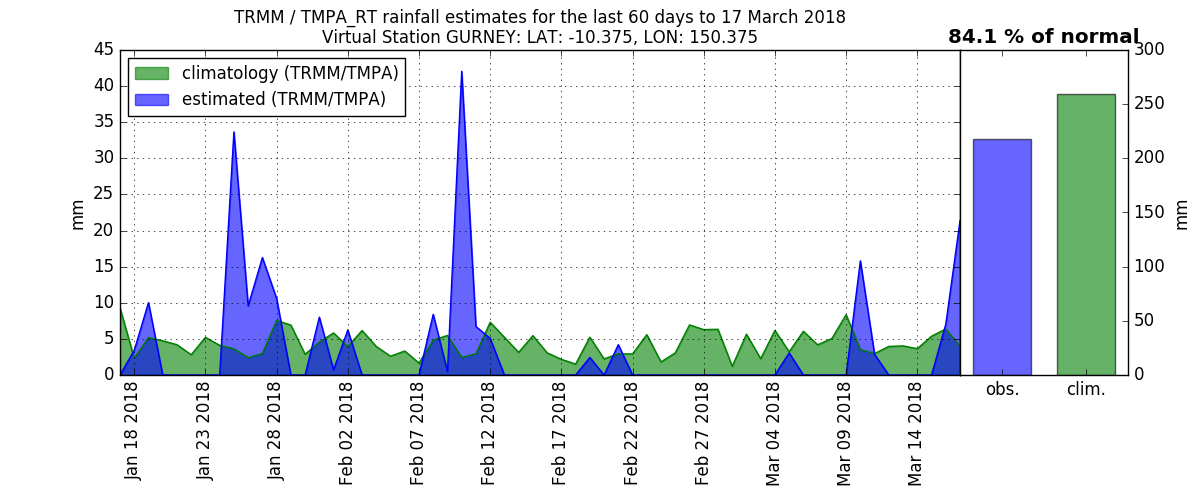 TRMM / TMPA_RT rainfall estimates for the last 60 days to 17 March 2018
Virtual Station GURNEY: LAT: -10.375, LON: 150.375
84.1 % of normal
climatology (TRMM/TMPA)
estimated (TRMM/TMPA)
mm
45
40
35
30
25
20
15
10
5
0
Jan 18 2018
Jan 23 2018
Jan 28 2018
Feb 02 2018
Feb 07 2018
Feb 12 2018
Feb 17 2018
Feb 22 2018
Feb 27 2018
Mar 04 2018
Mar 09 2018
Mar 14 2018
obs.
clim.
300
250
200
150
100
50
0
mm